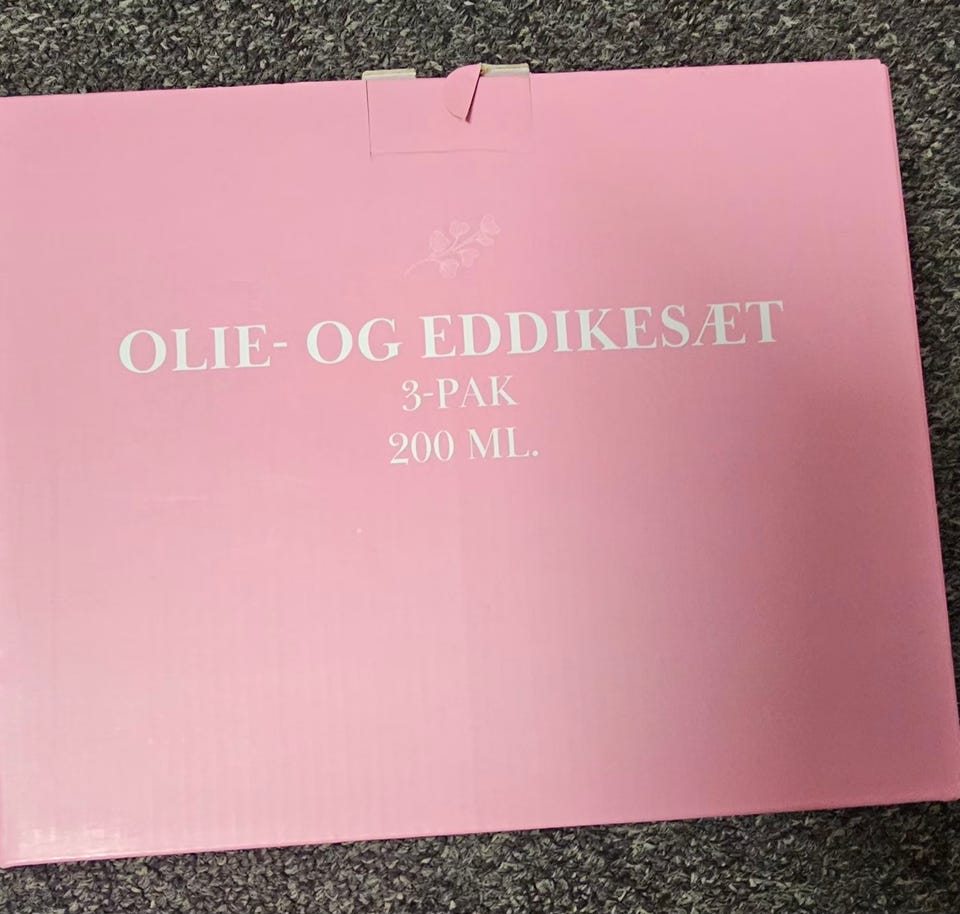 OLIE- OG EDDIKESÆT
3-PAK
200 ML.